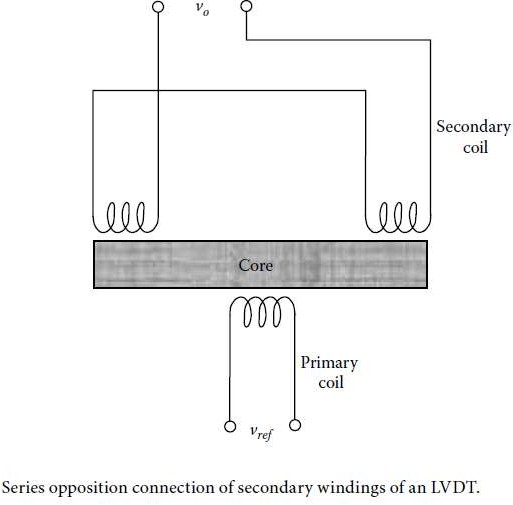 v_o
Secondary
coil
Core
Primary
coil
v_ref
Series opposition connection of secondary windings of an LVDT.